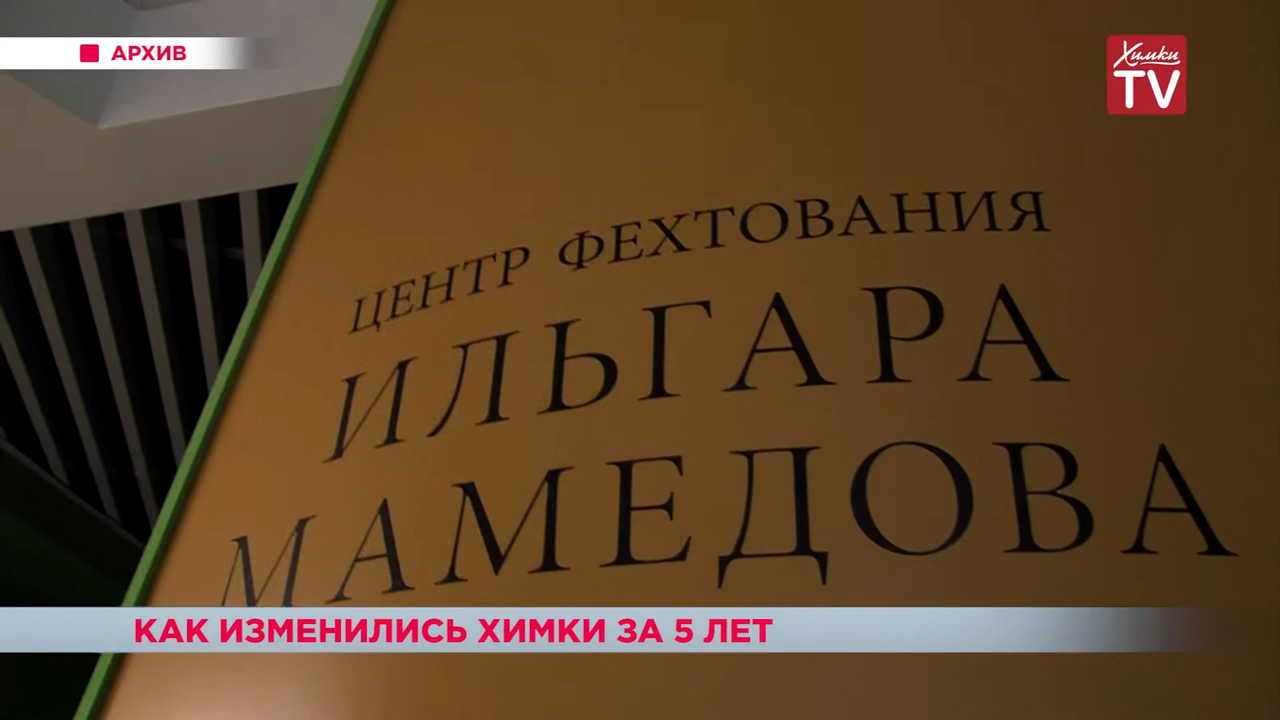 АРХИВ
Химки
TV
ЦЕНТР ФЕХТОВАНИЯ
ИЛЬГАРА
МАМЕДОВА
КАК ИЗМЕНИЛИСЬ ХИМКИ ЗА 5 ЛЕТ